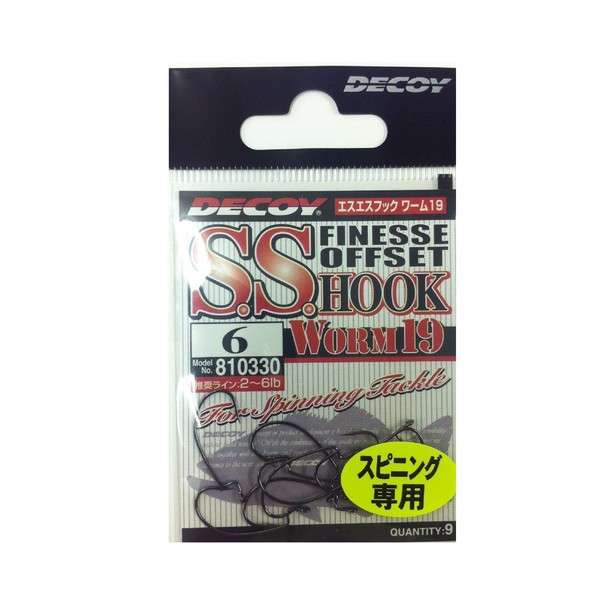 DECOY
DECOY® エスエスフック ワーム19
S.S. FINESSE
OFFSET
HOOK
6 WORM19
Model No. 810330
推奨ライン:2~6lb
For Spinning Tackle
DECOY
スピニング
専用
QUANTITY:9